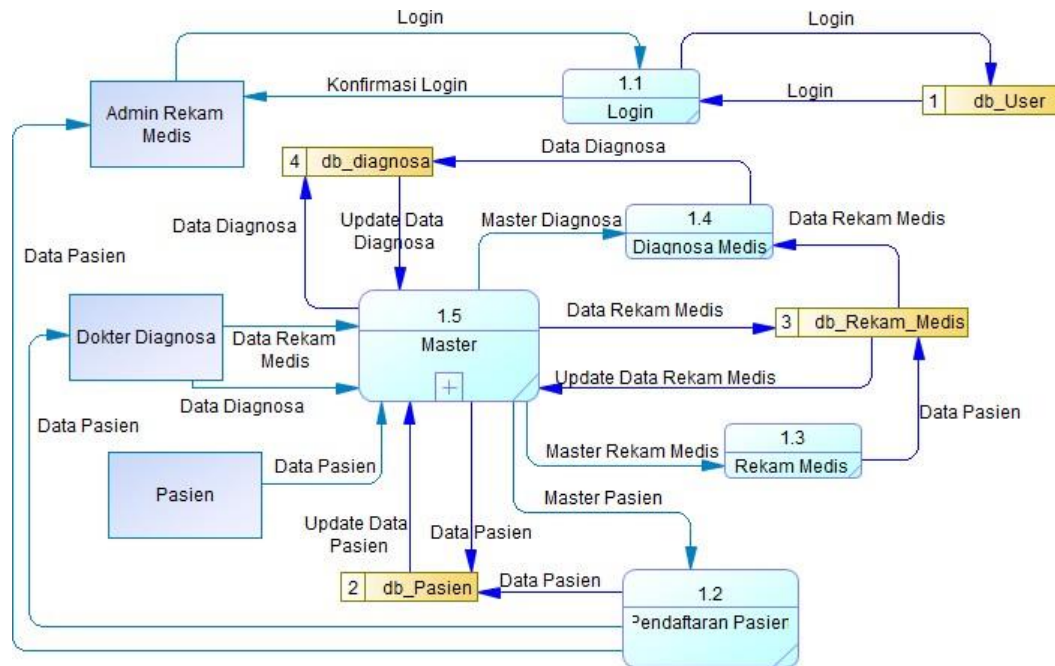 Login
Login
1.1
Login
Konfirmasi Login
Login
1 db_User
Admin Rekam
Medis
Data Diagnosa
4 db_diagnosa
Data Diagnosa
Update Data
Diagnosa
Master Diagnosa
1.4
Diagnosa Medis
Data Rekam Medis
Data Pasien
Dokter Diagnosa
Data Rekam
Medis
1.5
Master
Data Rekam Medis
3 db_Rekam_Medis
Update Data Rekam Medis
Data Diagnosa
Data Pasien
Data Pasien
1.3
Rekam Medis
Master Rekam Medis
Pasien
Data Pasien
Master Pasien
Update Data
Pasien
Data Pasien
2 db_Pasien
Data Pasien
1.2
Pendaftaran Pasien